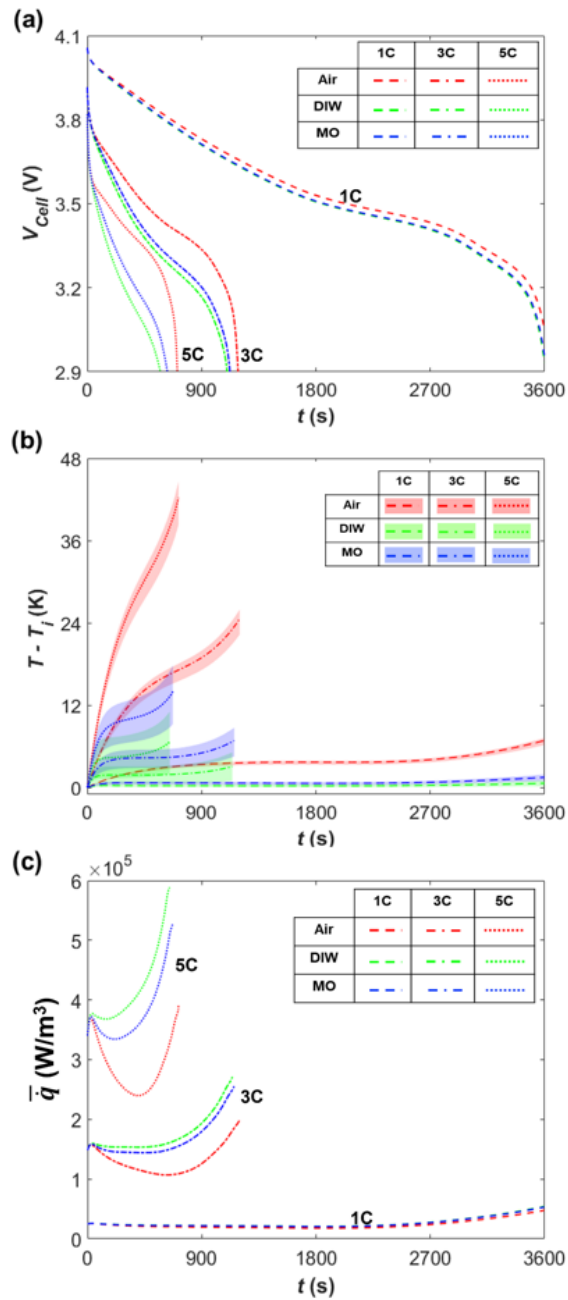 (a)
4.1
3.8
3.5
3.2
2.9
V_Cell (V)
1C 3C 5C
Air
DIW
MO
1C
5C
3C
0 900 1800 2700 3600
t (s)
(b)
48
36
24
12
0
T - T_i (K)
1C 3C 5C
Air
DIW
MO
0 900 1800 2700 3600
t (s)
(c)
×10^5
6
5
4
3
2
1
0
q̇̅ (W/m³)
1C 3C 5C
Air
DIW
MO
5C
3C
1C
0 900 1800 2700 3600
t (s)